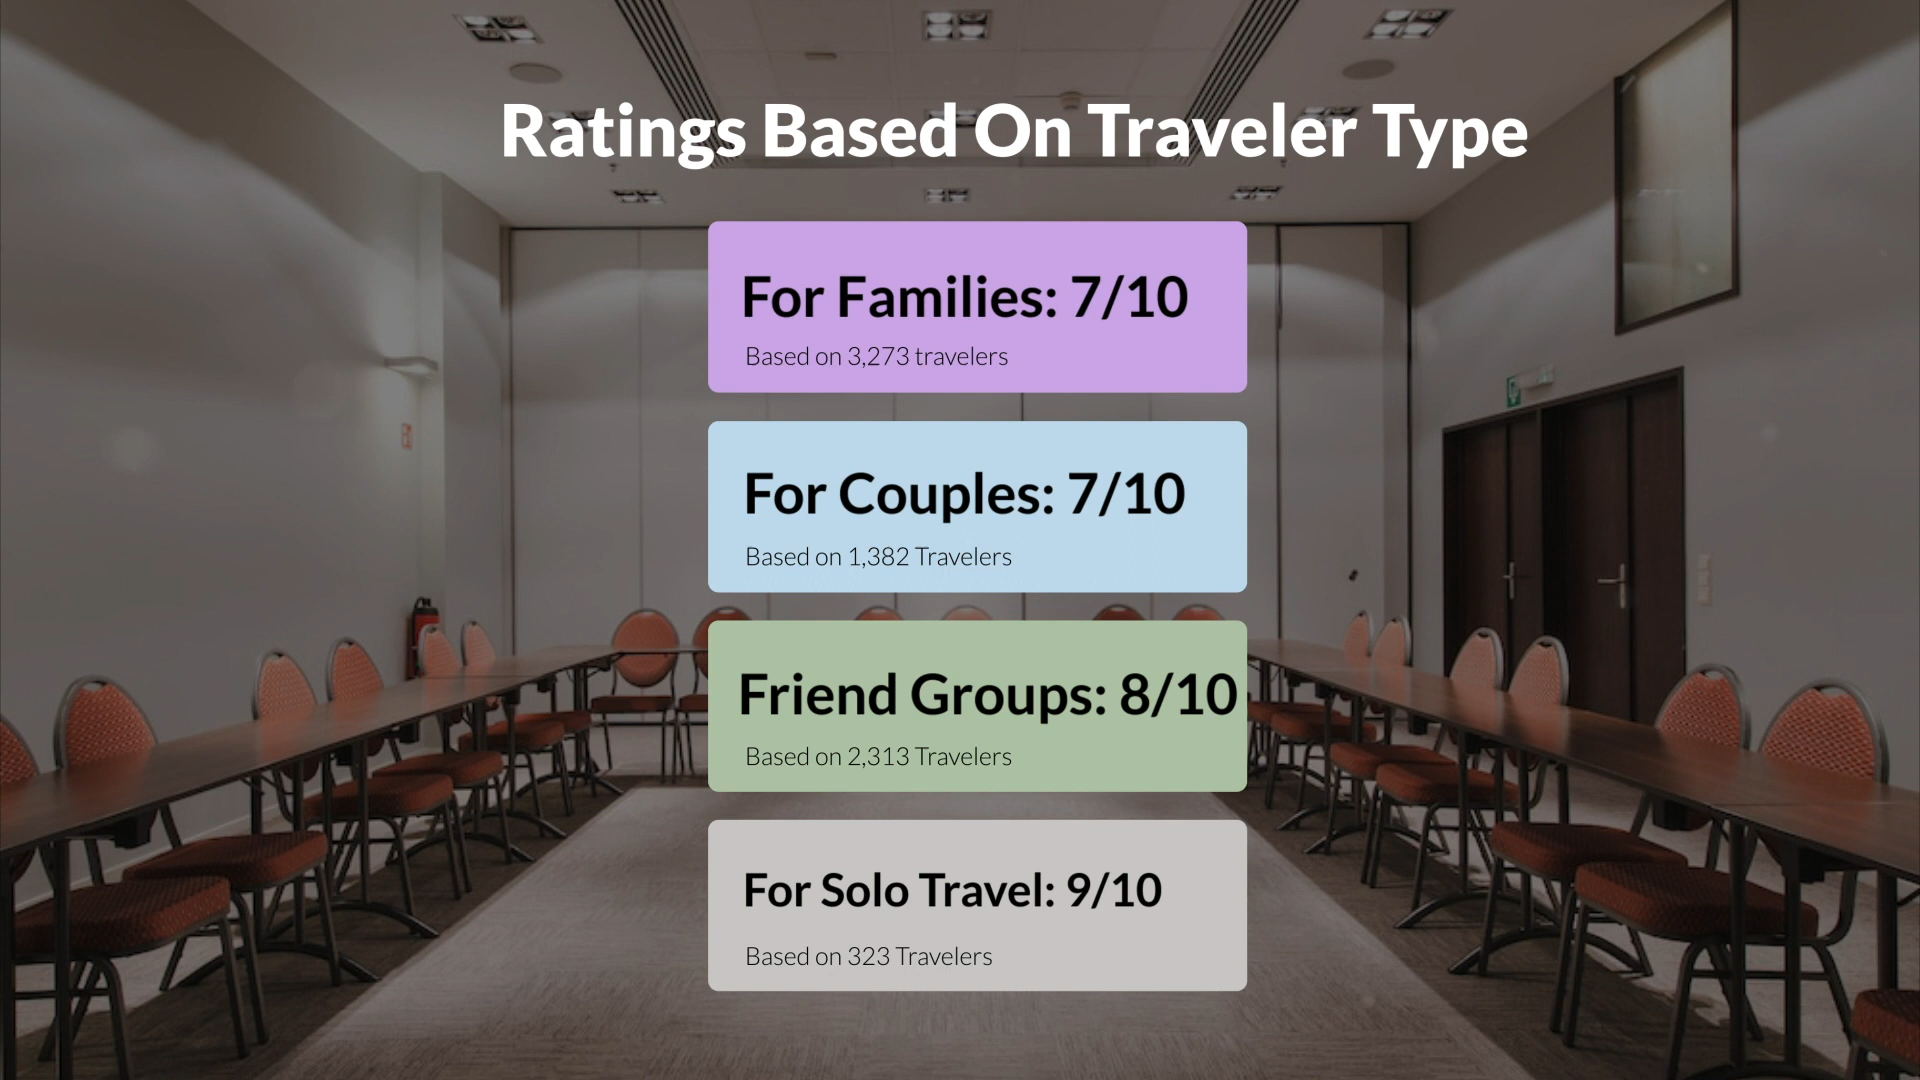 Ratings Based On Traveler Type
For Families: 7/10
Based on 3,273 travelers
For Couples: 7/10
Based on 1,382 Travelers
Friend Groups: 8/10
Based on 2,313 Travelers
For Solo Travel: 9/10
Based on 323 Travelers